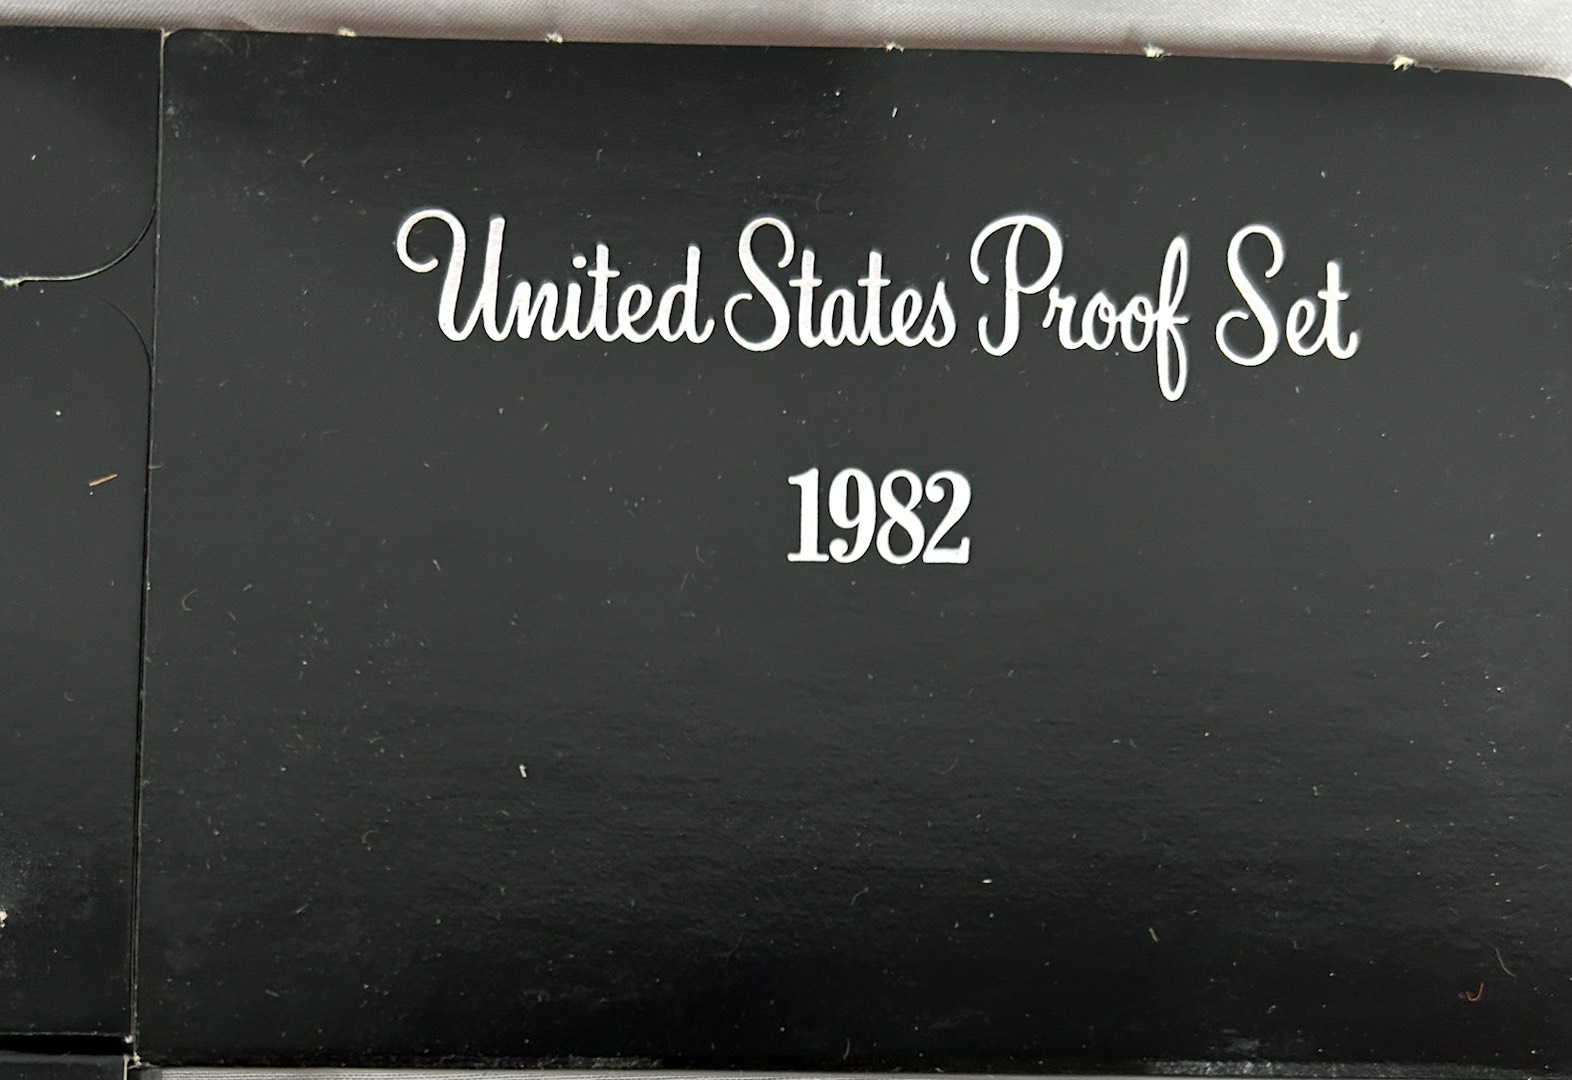 United States Proof Set
1982